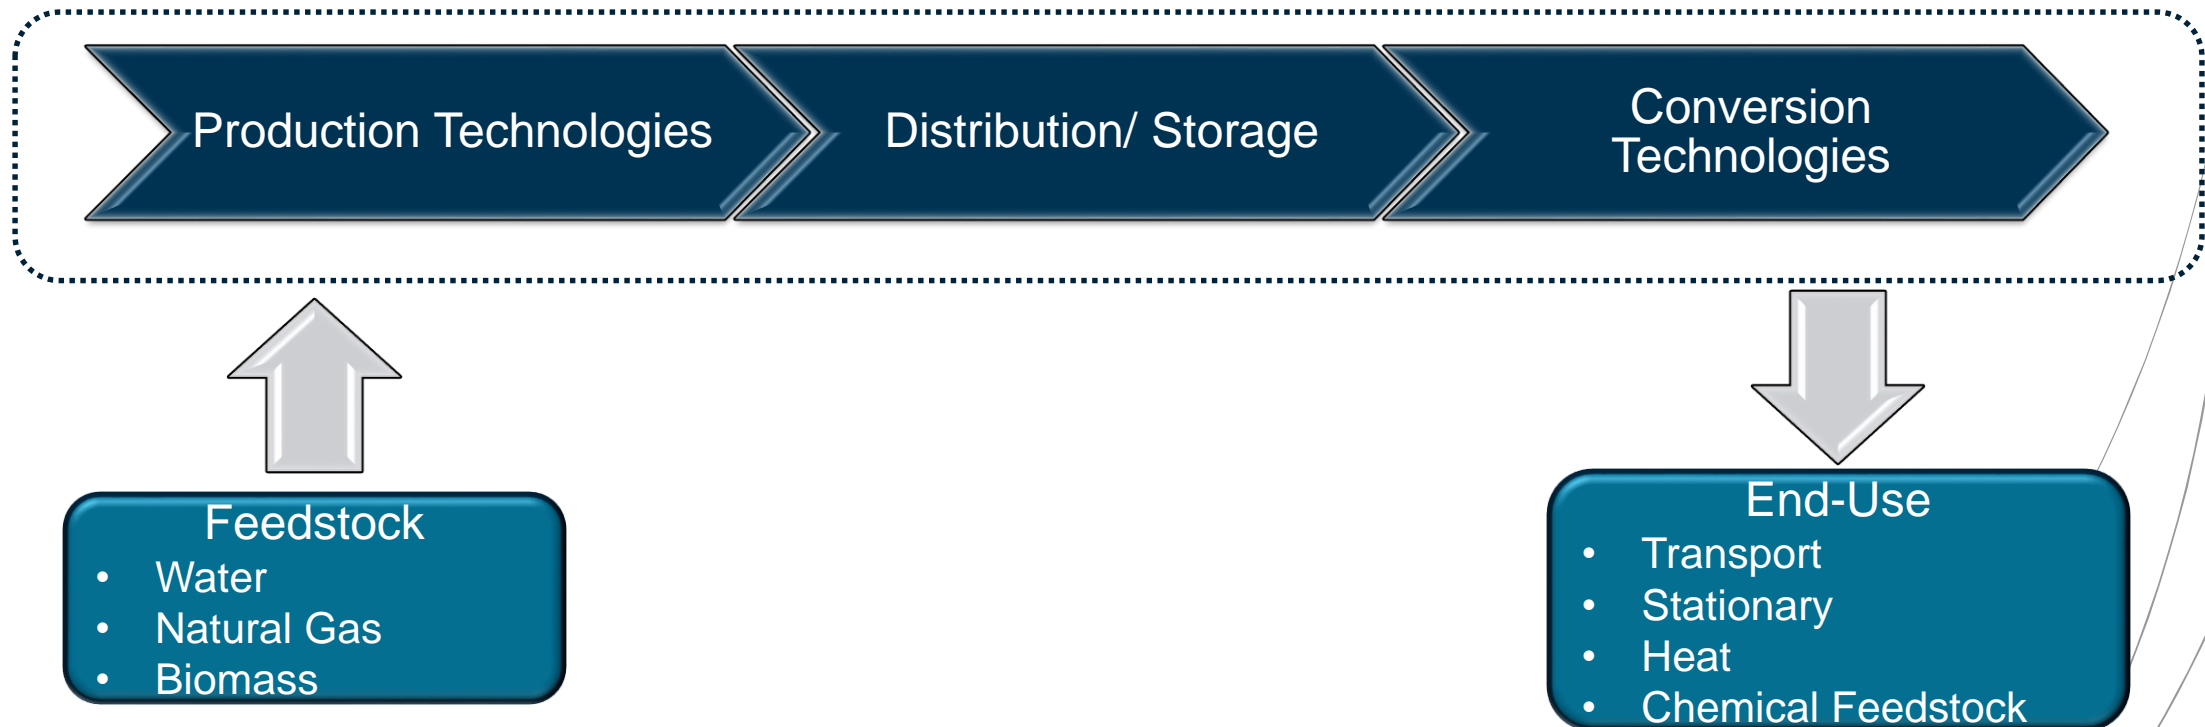 Production Technologies
Distribution/ Storage
Conversion
Technologies
Feedstock
• Water
• Natural Gas
• Biomass
End-Use
• Transport
• Stationary
• Heat
• Chemical Feedstock